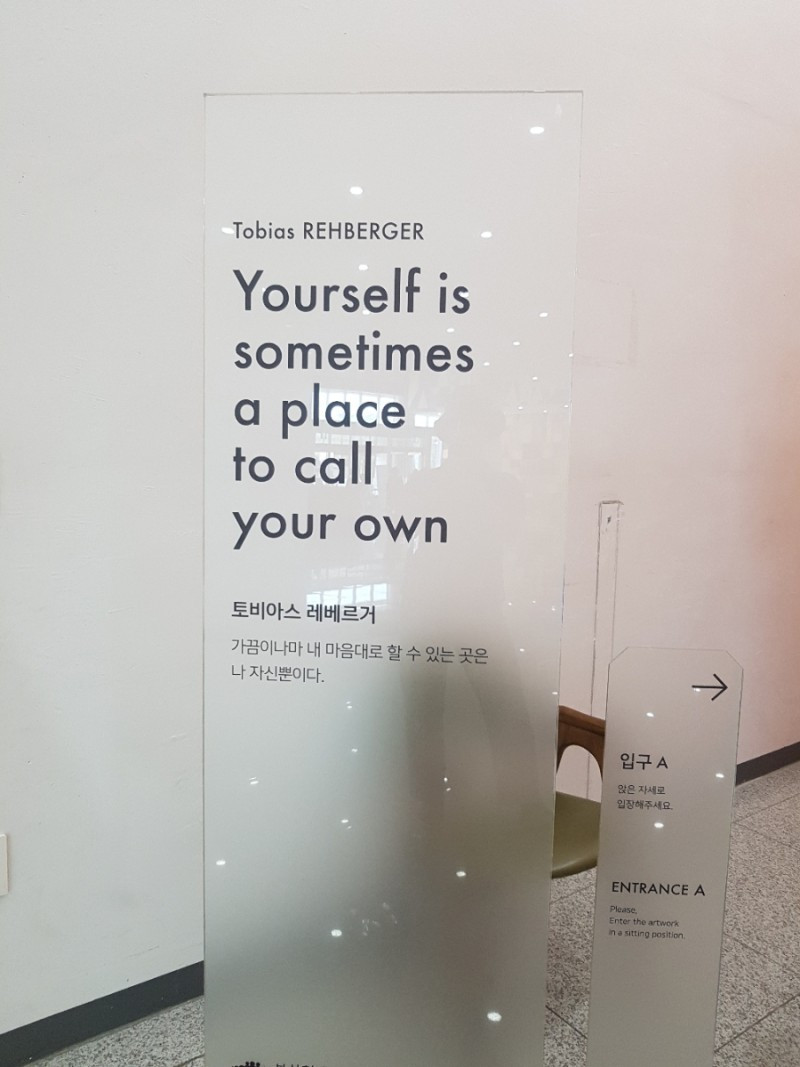 Tobias REHBERGER
Yourself is
sometimes
a place
to call
your own
토비아스 레베르거
가끔이나마 내 마음대로 할 수 있는 곳은
나 자신뿐이다.
입구 A
앉은 자세로
입장해주세요.
ENTRANCE A
Please,
Enter the artwork
in a sitting position.